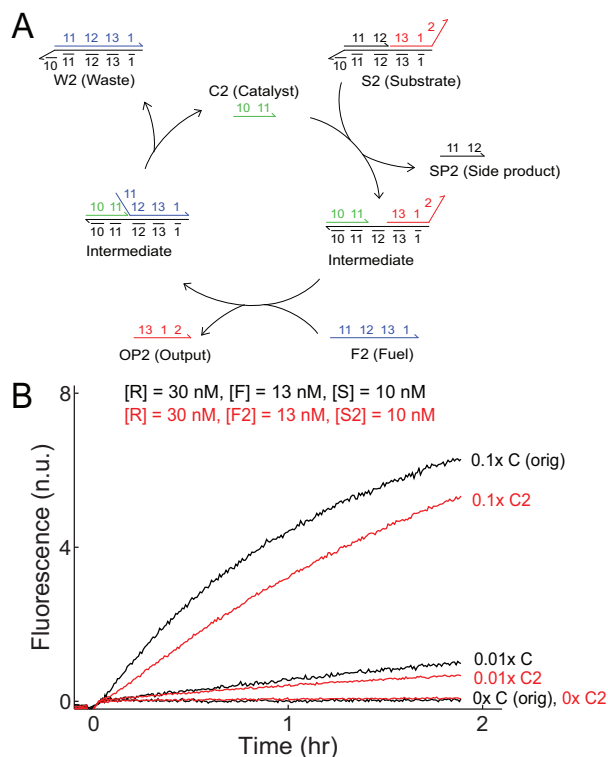 A
11 12 13 1
10 11 12 13 1
W2 (Waste)
C2 (Catalyst)
10 11
2
11 12 13 1
10 11 12 13 1
S2 (Substrate)
11 12
SP2 (Side product)
11
10 11 12 13 1
10 11 12 13 1
Intermediate
2
10 11 13 1
10 11 12 13 1
Intermediate
13 1 2
OP2 (Output)
11 12 13 1
F2 (Fuel)
B
[R] = 30 nM, [F] = 13 nM, [S] = 10 nM
[R] = 30 nM, [F2] = 13 nM, [S2] = 10 nM
Fluorescence (n.u.)
8
4
0
0.1x C (orig)
0.1x C2
0.01x C
0.01x C2
0x C (orig), 0x C2
0 1 2
Time (hr)